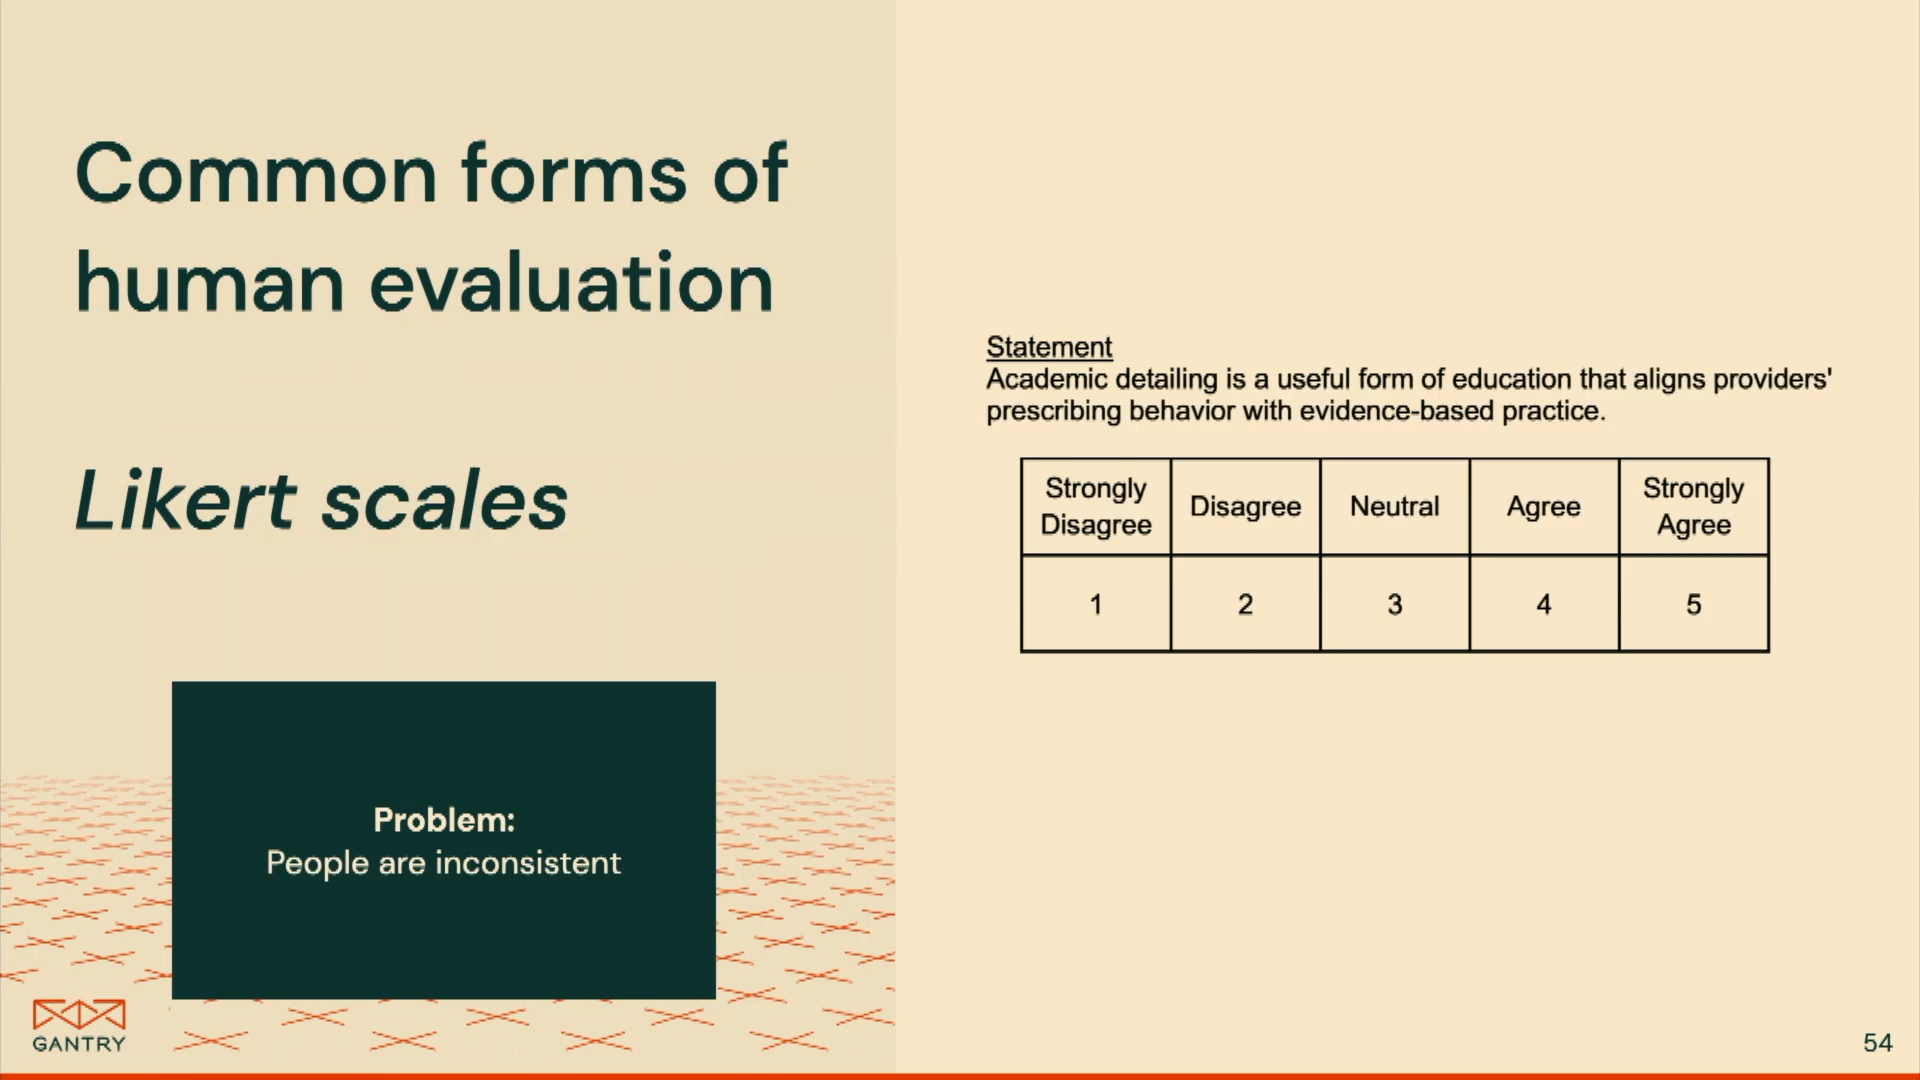 Common forms of
human evaluation
Likert scales
Problem:
People are inconsistent
GANTRY
Statement
Academic detailing is a useful form of education that aligns providers'
prescribing behavior with evidence-based practice.
Strongly Disagree
Disagree
Neutral
Agree
Strongly Agree
1
2
3
4
5
54